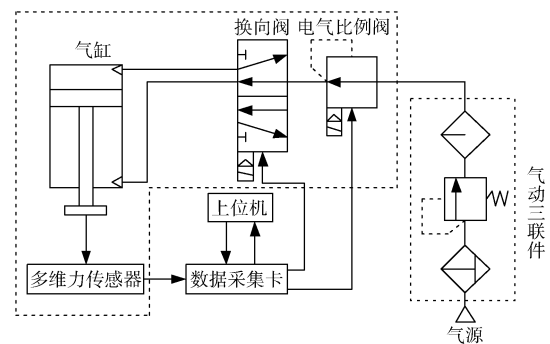 换向阀
电气比例阀
气缸
气动三联件
上位机
多维力传感器
数据采集卡
气源